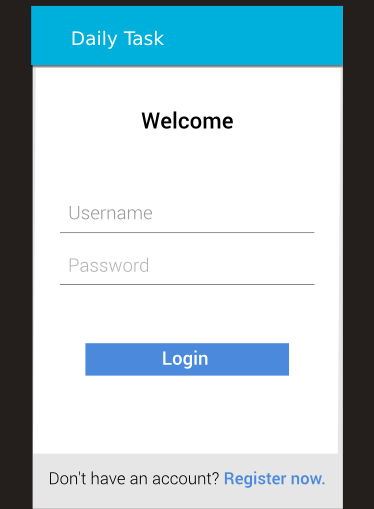 Daily Task
Welcome
Username
Password
Login
Don't have an account? Register now.